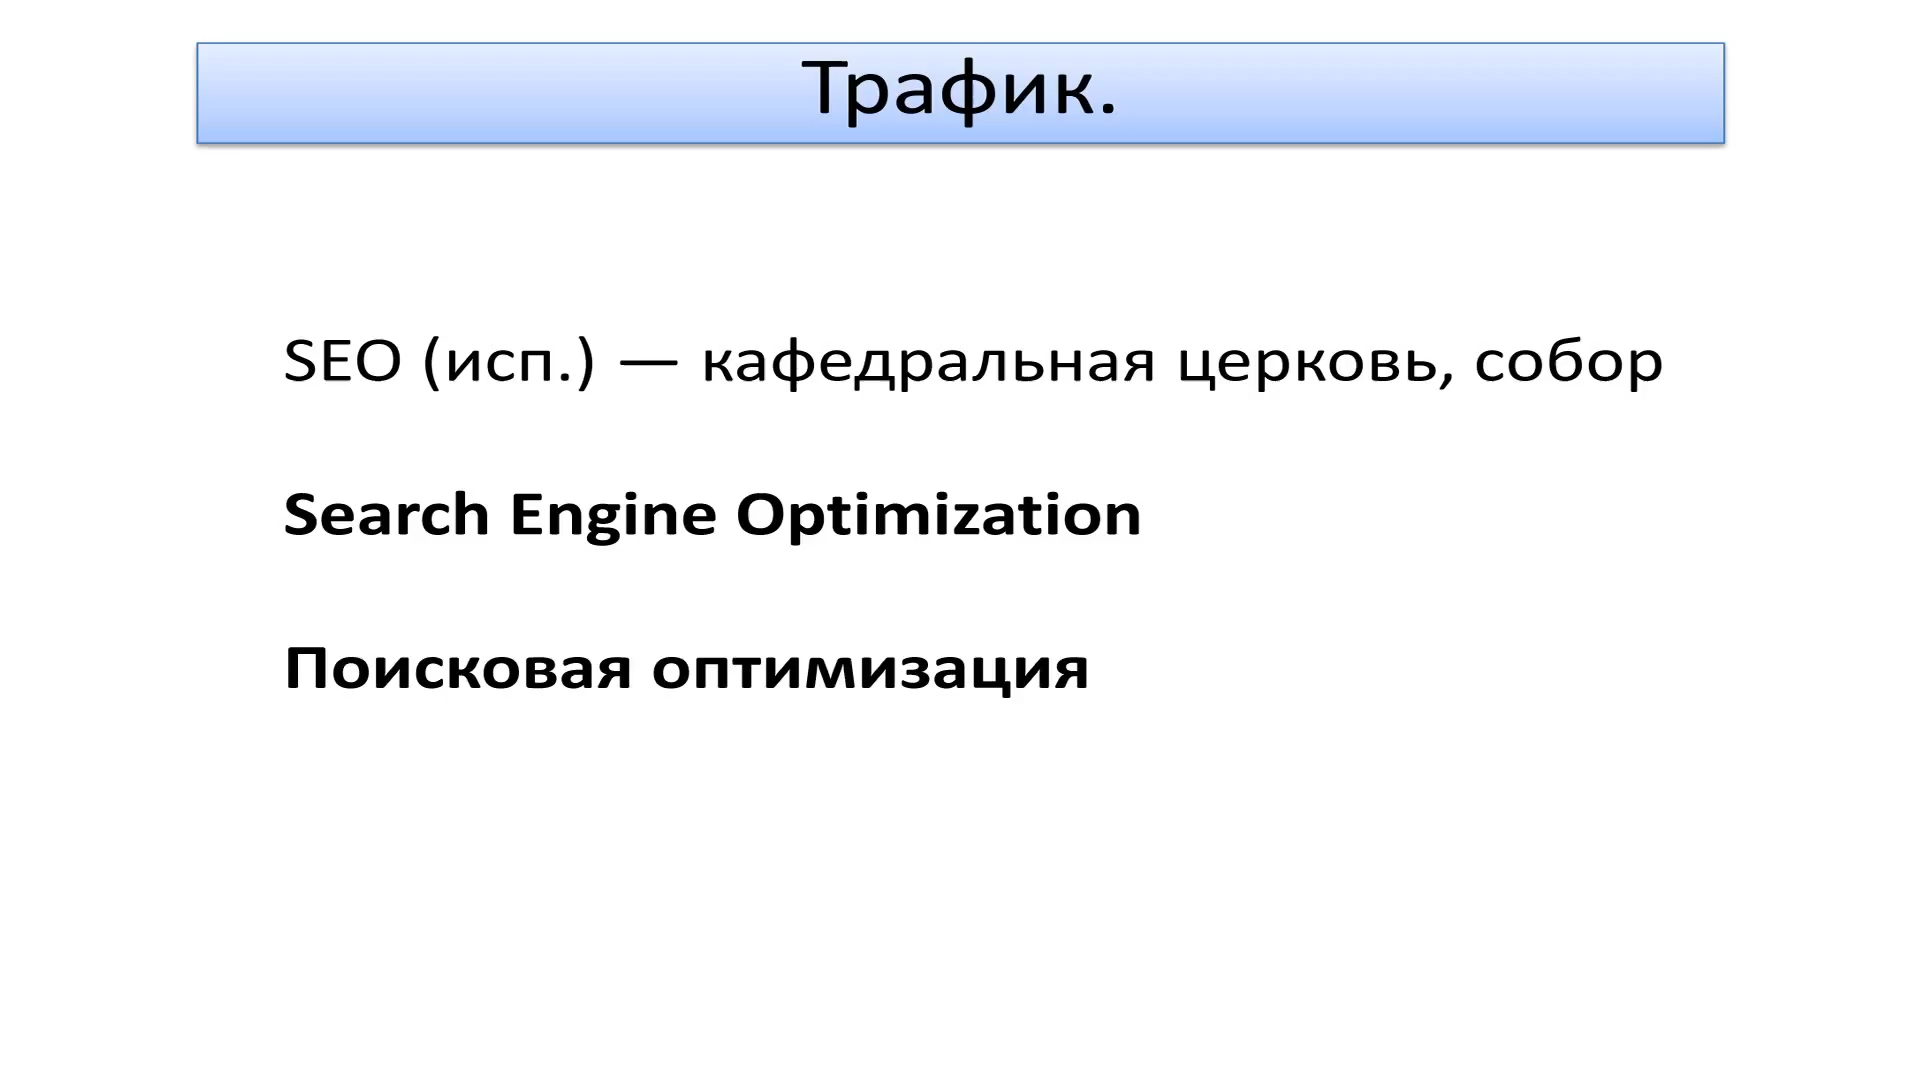 Трафик.
SEO (исп.) — кафедральная церковь, собор
Search Engine Optimization
Поисковая оптимизация